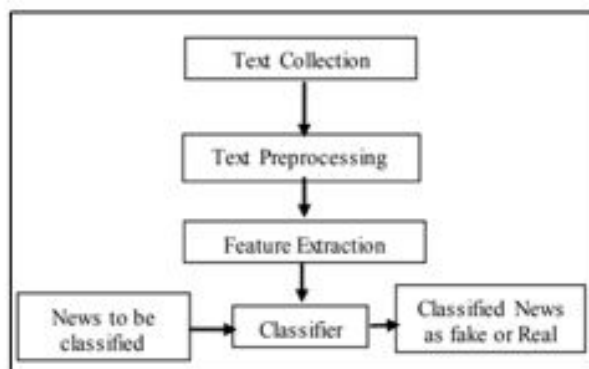 Text Collection
Text Preprocessing
Feature Extraction
News to be
classified
Classifier
Classified News
as fake or Real